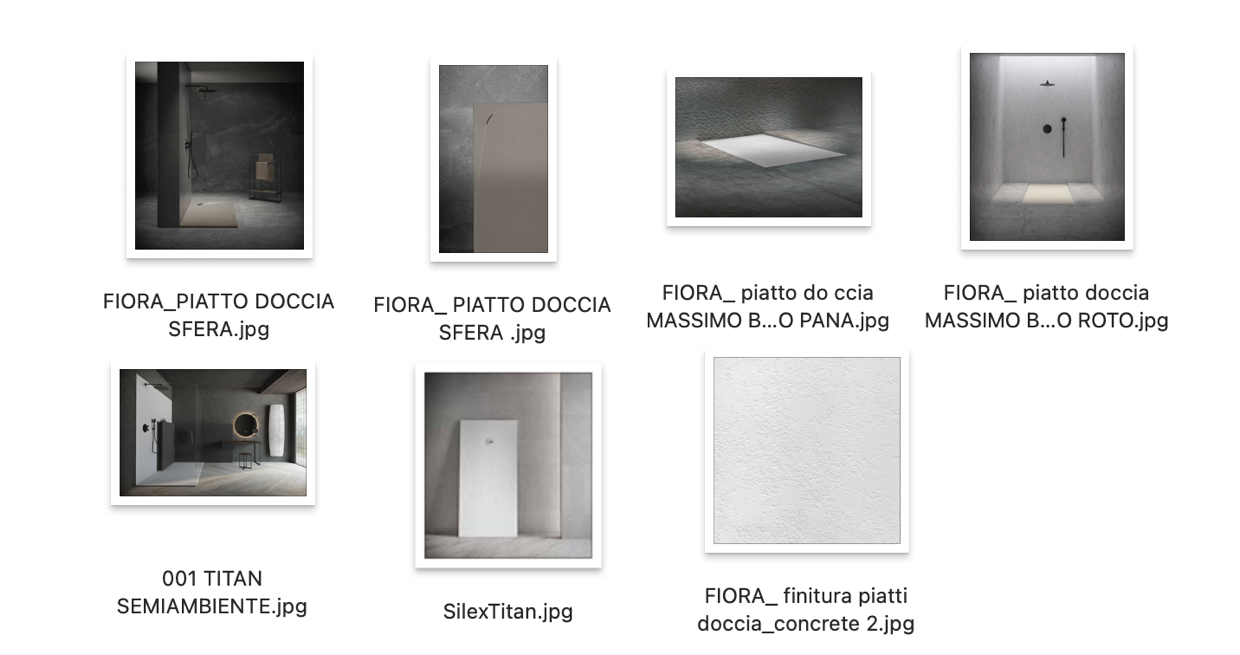 FIORA_PIATTO DOCCIA
SFERA.jpg
FIORA_ PIATTO DOCCIA
SFERA .jpg
FIORA_ piatto do ccia
MASSIMO B...O PANA.jpg
FIORA_ piatto doccia
MASSIMO B...O ROTO.jpg
001 TITAN
SEMIAMBIENTE.jpg
SilexTitan.jpg
FIORA_ finitura piatti
doccia_concrete 2.jpg